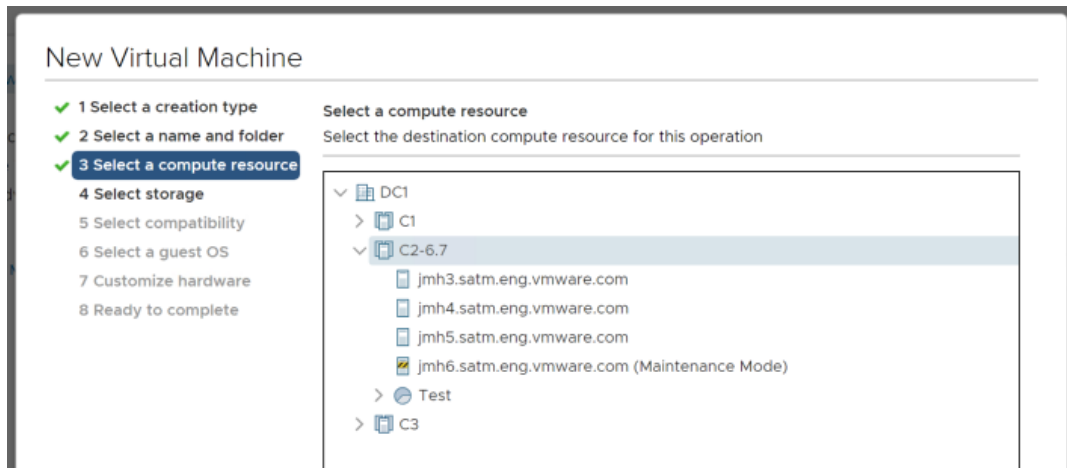 New Virtual Machine
1 Select a creation type
2 Select a name and folder
3 Select a compute resource
4 Select storage
5 Select compatibility
6 Select a guest OS
7 Customize hardware
8 Ready to complete
Select a compute resource
Select the destination compute resource for this operation
DC1
C1
C2-6.7
jmh3.satm.eng.vmware.com
jmh4.satm.eng.vmware.com
jmh5.satm.eng.vmware.com
jmh6.satm.eng.vmware.com (Maintenance Mode)
Test
C3